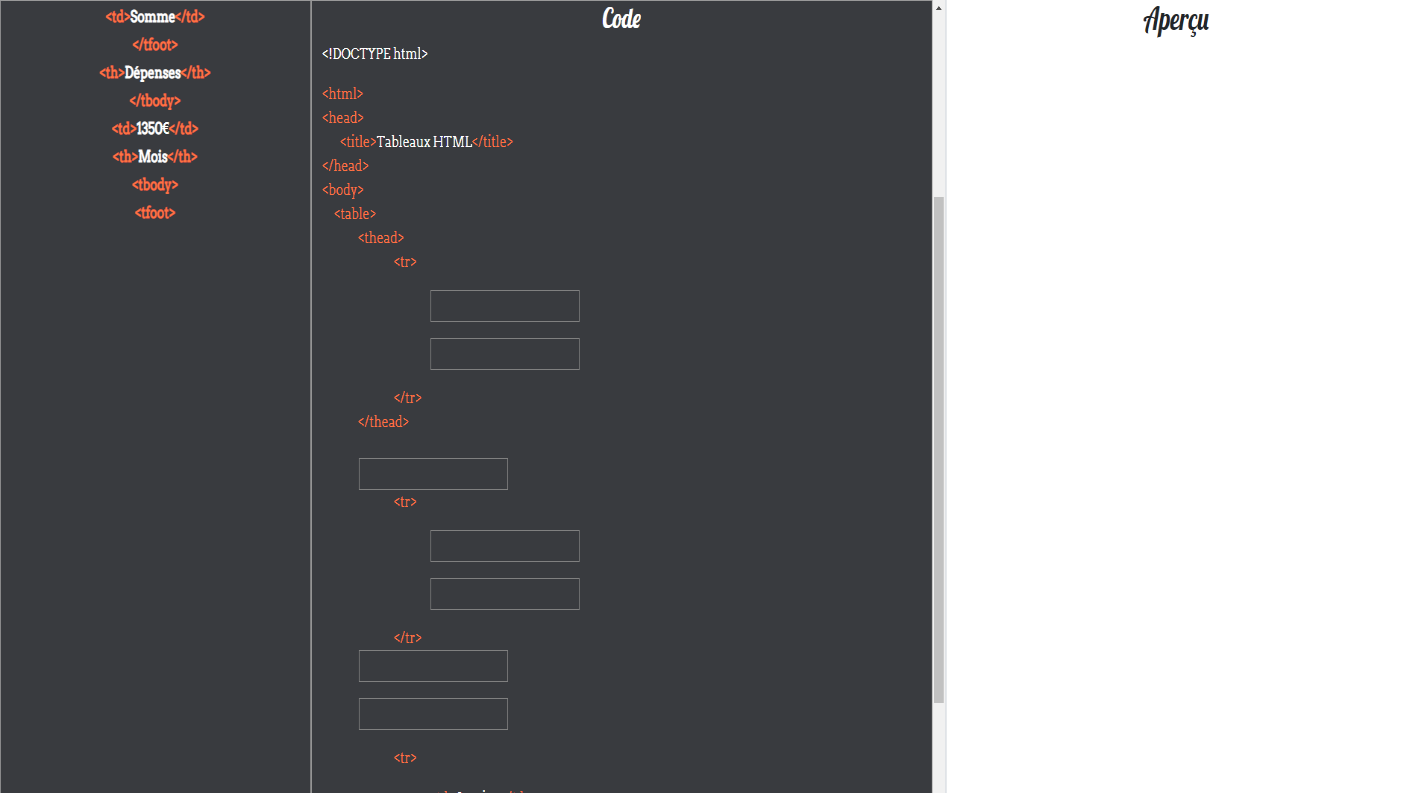 <td>Somme</td>
</tfoot>
<th>Dépenses</th>
</tbody>
<td>1350€</td>
<th>Mois</th>
<tbody>
<tfoot>
Code
<!DOCTYPE html>
<html>
<head>
<title>Tableaux HTML</title>
</head>
<body>
<table>
<thead>
<tr>
</tr>
</thead>
<tr>
</tr>
<tr>
Aperçu